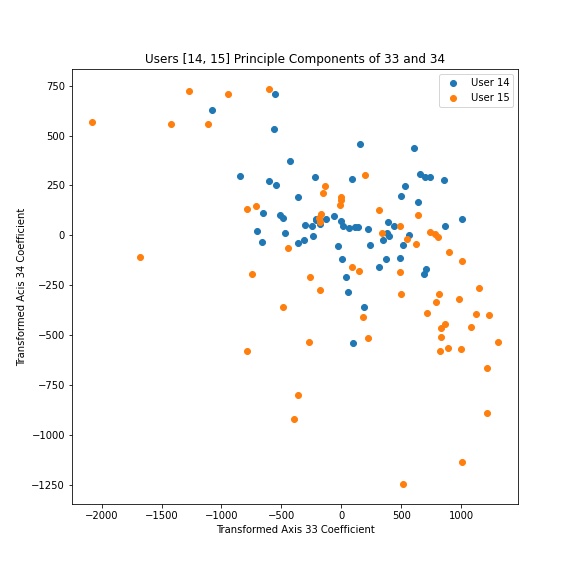 Users [14, 15] Principle Components of 33 and 34
User 14
User 15
Transformed Acis 34 Coefficient
750
500
250
0
−250
−500
−750
−1000
−1250
−2000 −1500 −1000 −500 0 500 1000
Transformed Axis 33 Coefficient